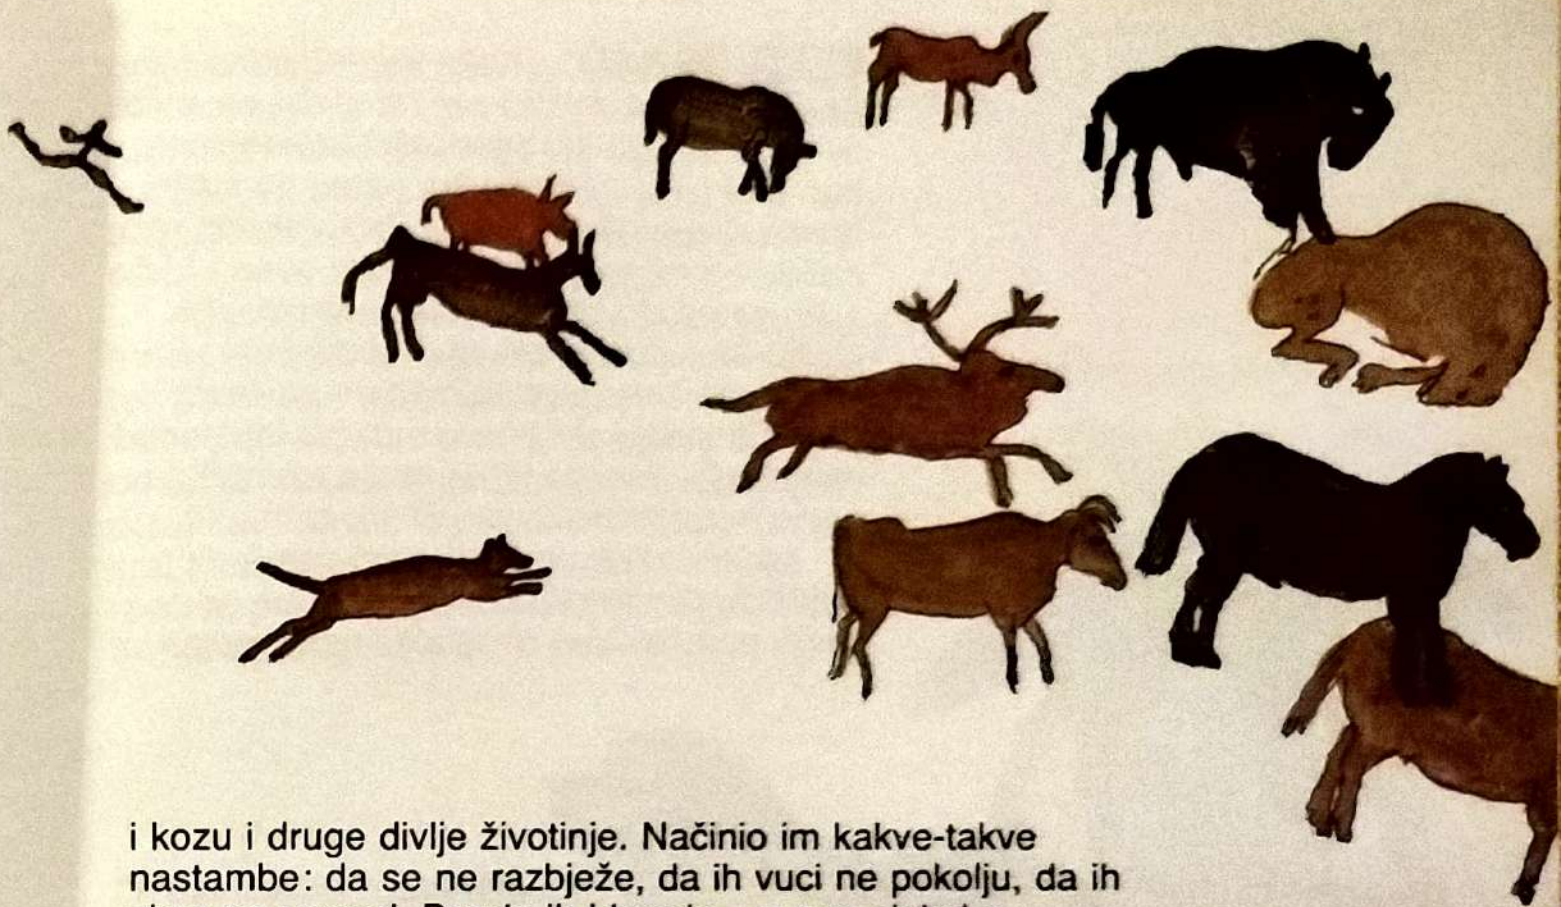 i kozu i druge divlje životinje. Načinio im kakve-takve
nastambe: da se ne razbježe, da ih vuci ne pokolju, da ih